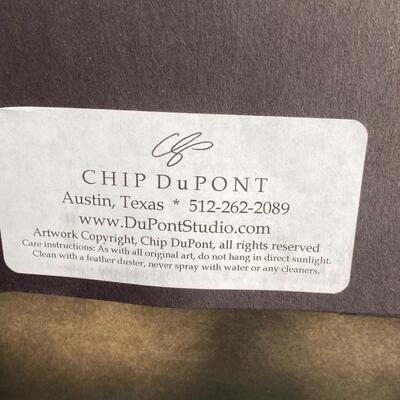 CHIP DuPONT
Austin, Texas * 512-262-2089
www.DuPontStudio.com
Artwork Copyright, Chip DuPont, all rights reserved
Care instructions: As with all original art, do not hang in direct sunlight.
Clean with a feather duster, never spray with water or any cleaners.